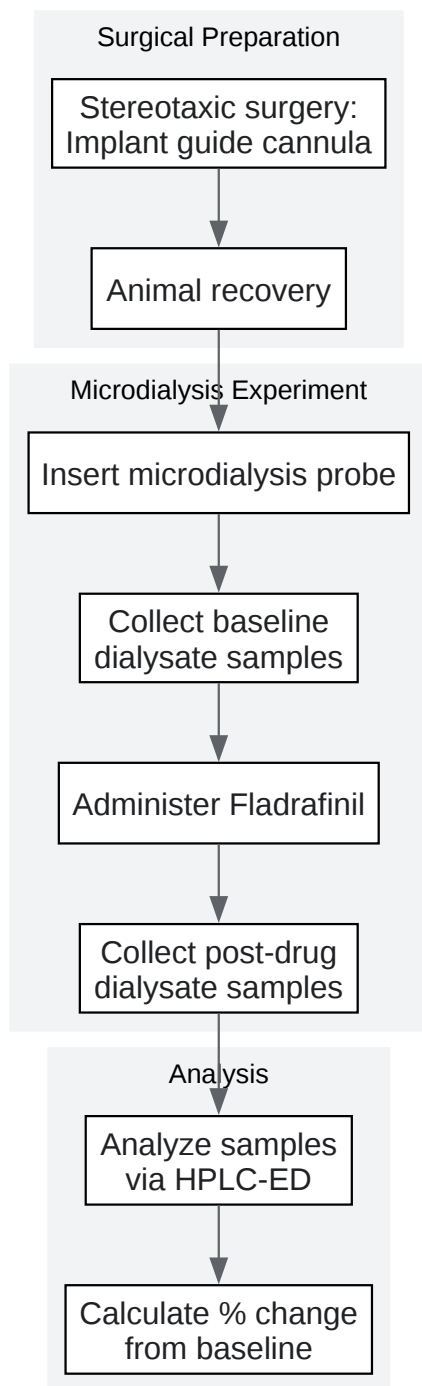 Surgical Preparation
Stereotaxic surgery:
Implant guide cannula
Animal recovery
Microdialysis Experiment
Insert microdialysis probe
Collect baseline
dialysate samples
Administer Fladrafinil
Collect post-drug
dialysate samples
Analysis
Analyze samples
via HPLC-ED
Calculate % change
from baseline